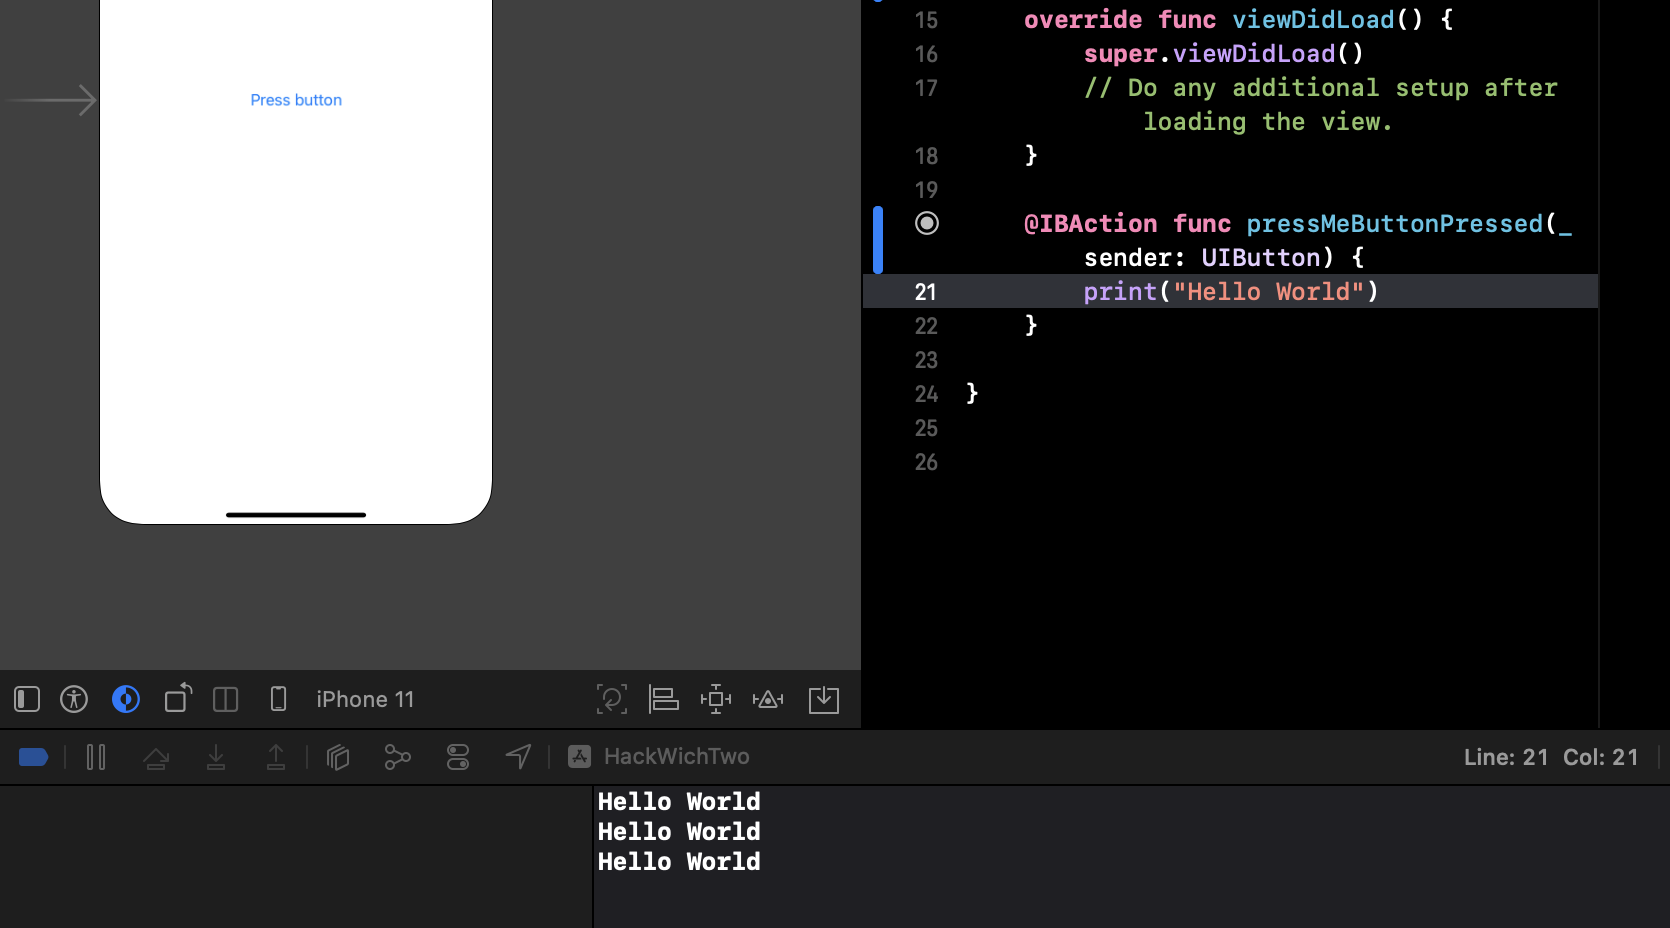 Press button
15 override func viewDidLoad() {
16 super.viewDidLoad()
17 // Do any additional setup after
loading the view.
18 }
19
@IBAction func pressMeButtonPressed(_
sender: UIButton) {
21 print("Hello World")
22 }
23
24 }
25
26
iPhone 11
HackWichTwo
Line: 21 Col: 21
Hello World
Hello World
Hello World